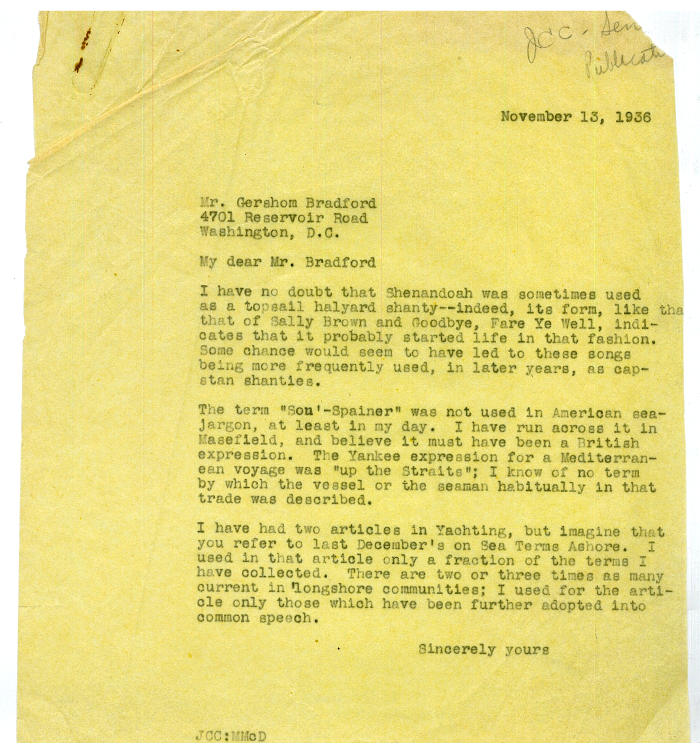 JCC - Sen
Publicati
November 13, 1936
Mr. Gershom Bradford
4701 Reservoir Road
Washington, D.C.
My dear Mr. Bradford
I have no doubt that Shenandoah was sometimes used
as a topsail halyard shanty--indeed, its form, like tha
that of Sally Brown and Goodbye, Fare Ye Well, indi-
cates that it probably started life in that fashion.
Some chance would seem to have led to these songs
being more frequently used, in later years, as cap-
stan shanties.
The term "Sou'-Spainer" was not used in American sea-
jargon, at least in my day.  I have run across it in
Masefield, and believe it must have been a British
expression.  The Yankee expression for a Mediterran-
ean voyage was "up the Straits"; I know of no term
by which the vessel or the seaman habitually in that
trade was described.
I have had two articles in Yachting, but imagine that
you refer to last December's on Sea Terms Ashore.  I
used in that article only a fraction of the terms I
have collected.  There are two or three times as many
current in 'longshore communities; I used for the arti-
cle only those which have been further adopted into
common speech.
Sincerely yours
JCC:MMcD